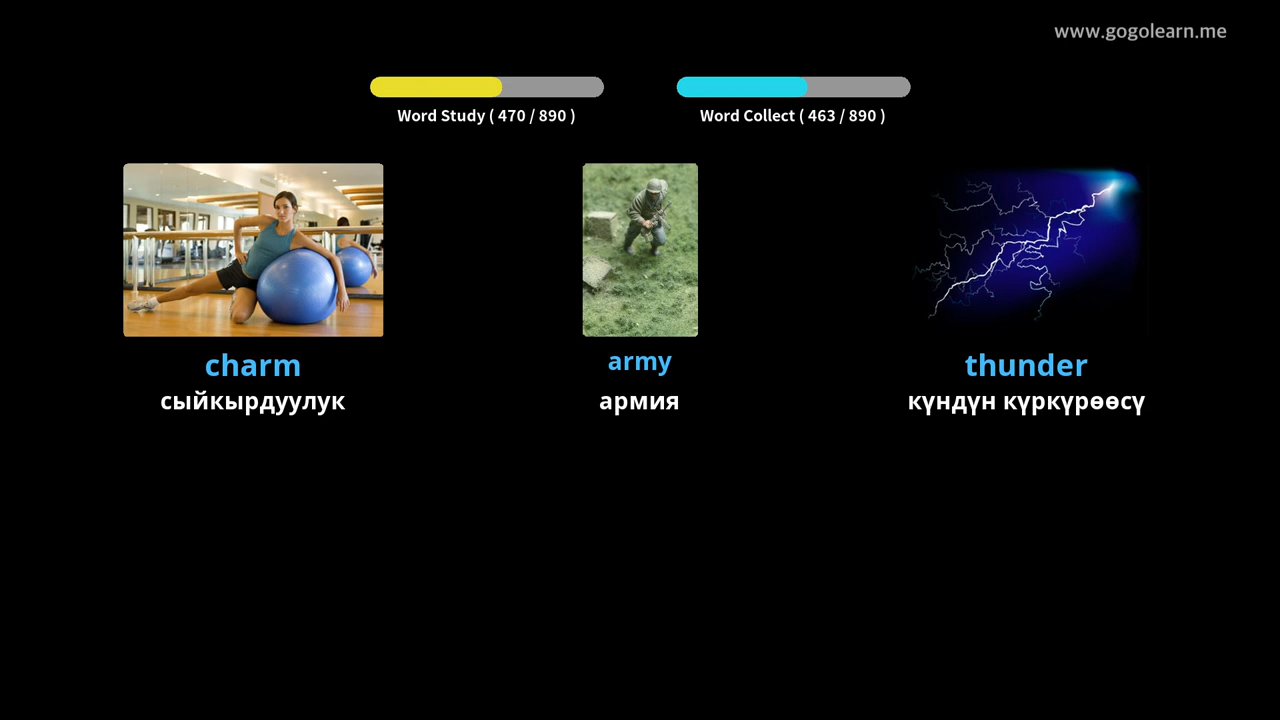 www.gogolearn.me
Word Study ( 470 / 890 )
Word Collect ( 463 / 890 )
charm
army
thunder
сыйкырдуулук
армия
күндүн күркүрөөсү